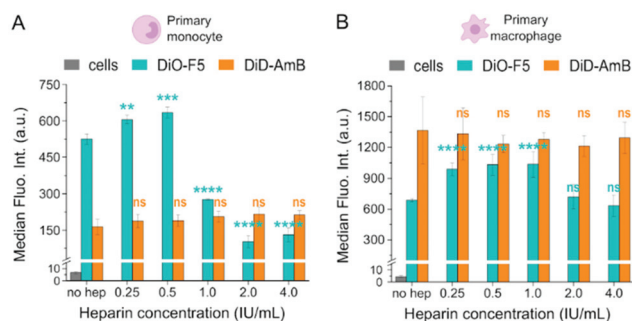 A
Primary
monocyte
cells DiO-F5 DiD-AmB
Median Fluo. Int. (a.u.)
750
600
450
300
150
10
0
** *** **** **** ****
ns ns ns ns ns
no hep 0.25 0.5 1.0 2.0 4.0
Heparin concentration (IU/mL)
B
Primary
macrophage
cells DiO-F5 DiD-AmB
Median Fluo. Int. (a.u.)
1800
1500
1200
900
600
300
10
0
ns ns ns ns ns
**** **** **** ns ns
no hep 0.25 0.5 1.0 2.0 4.0
Heparin concentration (IU/mL)